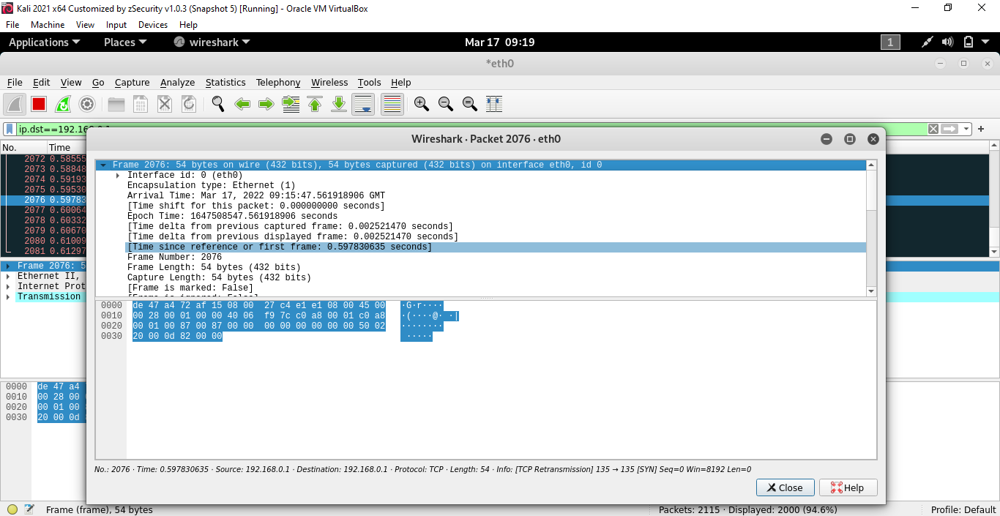 Kali 2021 x64 Customized by zSecurity v1.0.3 (Snapshot 5) [Running] - Oracle VM VirtualBox
File Machine View Input Devices Help
Applications Places wireshark Mar 17 09:19 1
*eth0
File Edit View Go Capture Analyze Statistics Telephony Wireless Tools Help
ip.dst==192.168.0.1
Wireshark · Packet 2076 · eth0
No. Time
2072 0.58555
2073 0.58848
2074 0.59193
2075 0.59530
2076 0.59783
2077 0.60064
2078 0.60332
2079 0.60670
2080 0.61009
2081 0.61297
Frame 2076: 5
Ethernet II,
Internet Prot
Transmission
0000 de 47 a4
0010 00 28 00
0020 00 01 00
0030 20 00 0d
Frame 2076: 54 bytes on wire (432 bits), 54 bytes captured (432 bits) on interface eth0, id 0
Interface id: 0 (eth0)
Encapsulation type: Ethernet (1)
Arrival Time: Mar 17, 2022 09:15:47.561918906 GMT
[Time shift for this packet: 0.000000000 seconds]
Epoch Time: 1647508547.561918906 seconds
[Time delta from previous captured frame: 0.002521470 seconds]
[Time delta from previous displayed frame: 0.002521470 seconds]
[Time since reference or first frame: 0.597830635 seconds]
Frame Number: 2076
Frame Length: 54 bytes (432 bits)
Capture Length: 54 bytes (432 bits)
[Frame is marked: False]
[Frame is ignored: False]
0000 de 47 a4 72 af 15 08 00 27 c4 e1 e1 08 00 45 00 ·G·r····
0010 00 28 00 01 00 00 40 06 f9 7c c0 a8 00 01 c0 a8 ·(····@· ·|
0020 00 01 00 87 00 87 00 00 00 00 00 00 00 00 50 02 ········
0030 20 00 0d 82 00 00 ·····
No.: 2076 · Time: 0.597830635 · Source: 192.168.0.1 · Destination: 192.168.0.1 · Protocol: TCP · Length: 54 · Info: [TCP Retransmission] 135 → 135 [SYN] Seq=0 Win=8192 Len=0
Close Help
Frame (frame), 54 bytes Packets: 2115 · Displayed: 2000 (94.6%) Profile: Default